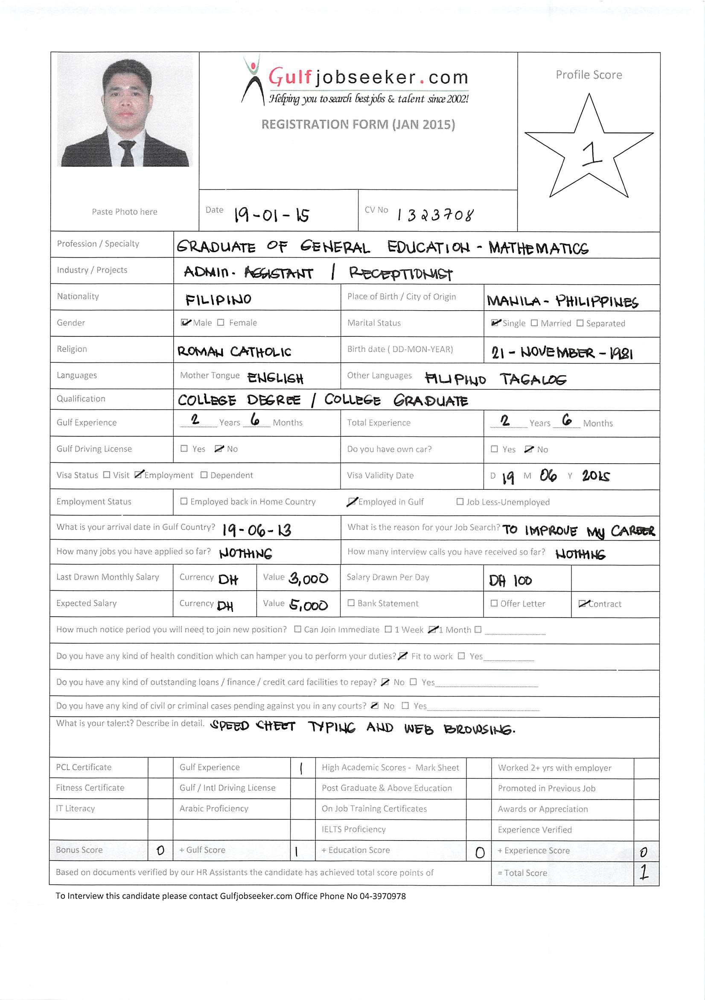 Gulfjobseeker.com
Helping you to search best jobs & talent since 2002!
REGISTRATION FORM (JAN 2015)
Profile Score
1
Paste Photo here
Date 19-01-15
CV No 1323708
Profession / Specialty GRADUATE OF GENERAL EDUCATION - MATHEMATICS
Industry / Projects ADMIN. ASSISTANT / RECEPTIONIST
Nationality FILIPINO Place of Birth / City of Origin MANILA - PHILIPPINES
Gender ☑ Male ☐ Female Marital Status ☑ Single ☐ Married ☐ Separated
Religion ROMAN CATHOLIC Birth date ( DD-MON-YEAR) 21 - NOVEMBER - 1981
Languages Mother Tongue ENGLISH Other Languages FILIPINO TAGALOG
Qualification COLLEGE DEGREE / COLLEGE GRADUATE
Gulf Experience 2 Years 6 Months Total Experience 2 Years 6 Months
Gulf Driving License ☐ Yes ☑ No Do you have own car? ☐ Yes ☑ No
Visa Status ☐ Visit ☑ Employment ☐ Dependent Visa Validity Date D 19 M 06 Y 2015
Employment Status ☐ Employed back in Home Country ☑ Employed in Gulf ☐ Job Less-Unemployed
What is your arrival date in Gulf Country? 19-06-13 What is the reason for your Job Search? TO IMPROVE MY CAREER
How many jobs you have applied so far? NOTHING How many interview calls you have received so far? NOTHING
Last Drawn Monthly Salary Currency DH Value 3,000 Salary Drawn Per Day DH 100
Expected Salary Currency DH Value 5,000 ☐ Bank Statement ☐ Offer Letter ☑ Contract
How much notice period you will need to join new position? ☐ Can Join Immediate ☐ 1 Week ☑ 1 Month ☐
Do you have any kind of health condition which can hamper you to perform your duties? ☑ Fit to work ☐ Yes
Do you have any kind of outstanding loans / finance / credit card facilities to repay? ☑ No ☐ Yes
Do you have any kind of civil or criminal cases pending against you in any courts? ☑ No ☐ Yes
What is your talent? Describe in detail. SPEED SHEET TYPING AND WEB BROWSING.
PCL Certificate Gulf Experience 1 High Academic Scores - Mark Sheet Worked 2+ yrs with employer
Fitness Certificate Gulf / Intl Driving License Post Graduate & Above Education Promoted in Previous Job
IT Literacy Arabic Proficiency On Job Training Certificates Awards or Appreciation
IELTS Proficiency Experience Verified
Bonus Score 0 + Gulf Score 1 + Education Score 0 + Experience Score 0
Based on documents verified by our HR Assistants the candidate has achieved total score points of = Total Score 1
To Interview this candidate please contact Gulfjobseeker.com Office Phone No 04-3970978